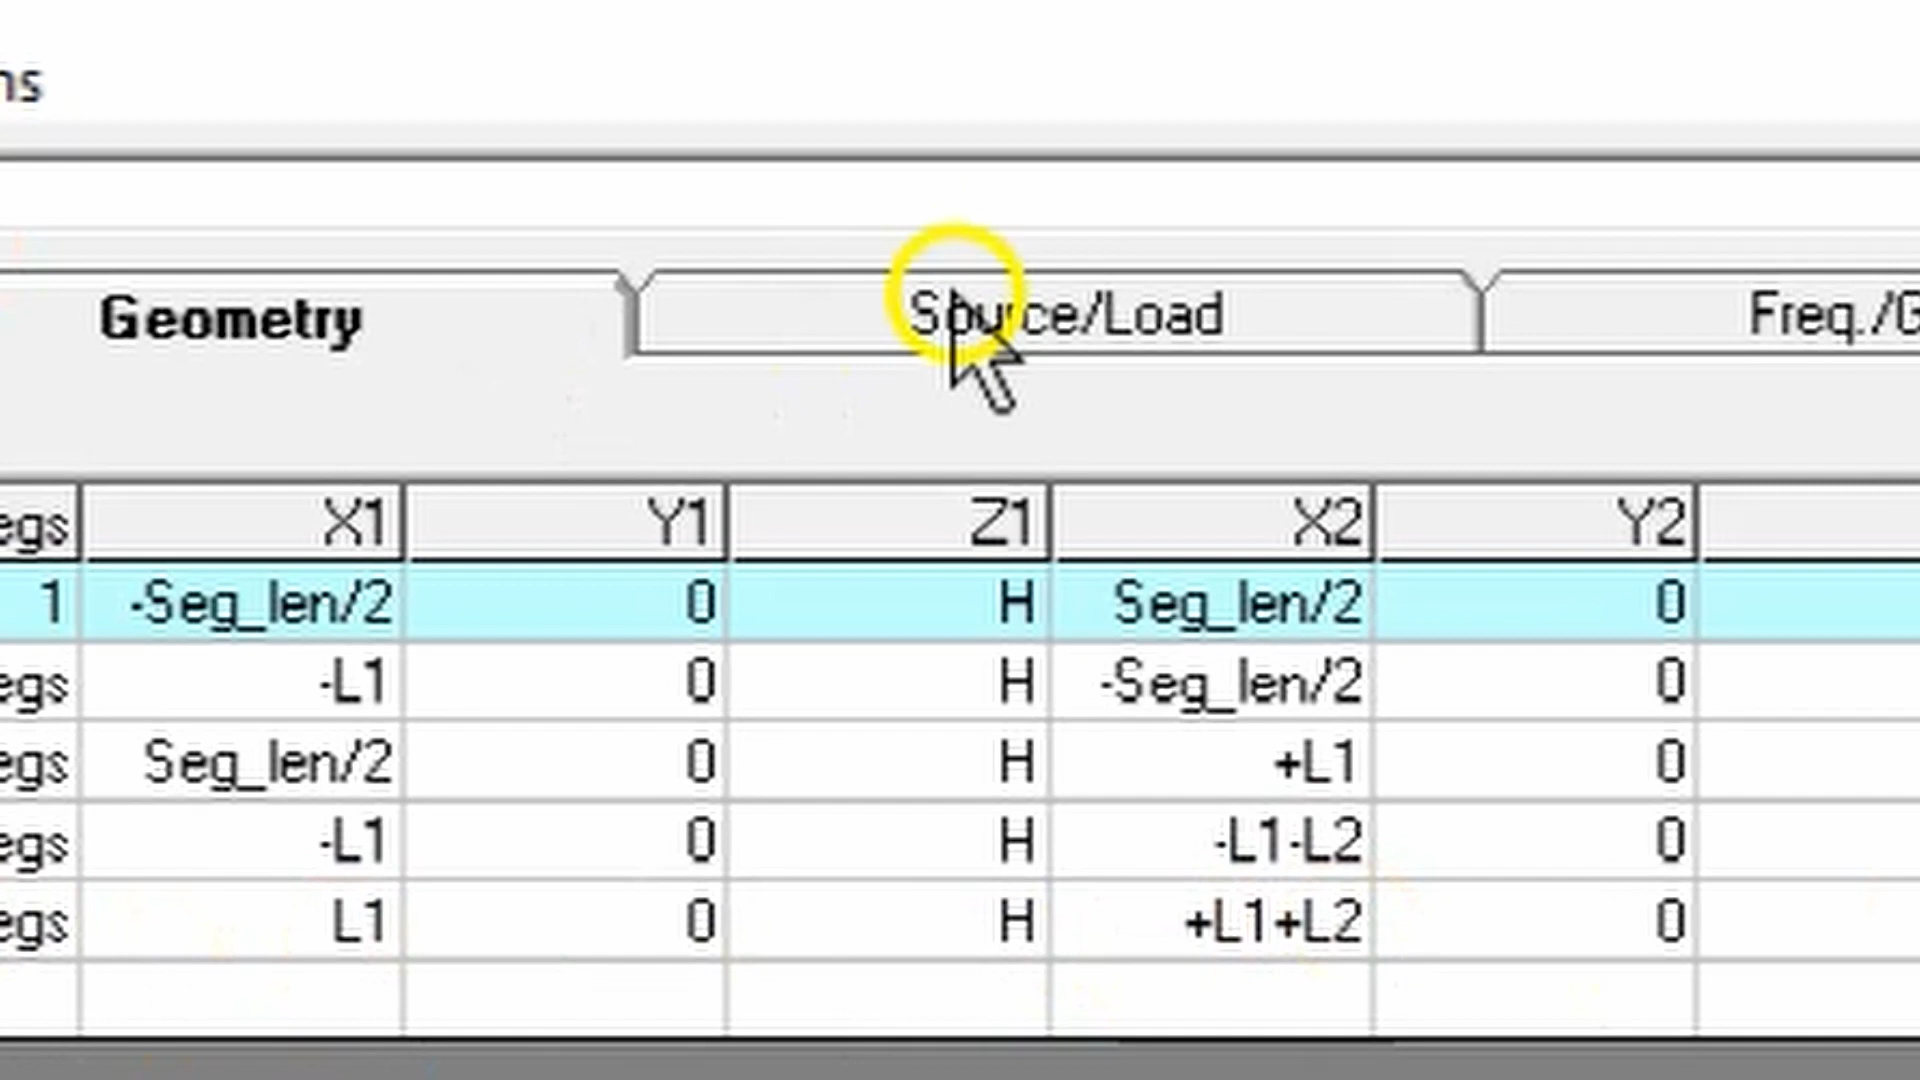 ns
Geometry Source/Load Freq./G
egs X1 Y1 Z1 X2 Y2
1 -Seg_len/2 0 H Seg_len/2 0
egs -L1 0 H -Seg_len/2 0
egs Seg_len/2 0 H +L1 0
egs -L1 0 H -L1-L2 0
egs L1 0 H +L1+L2 0